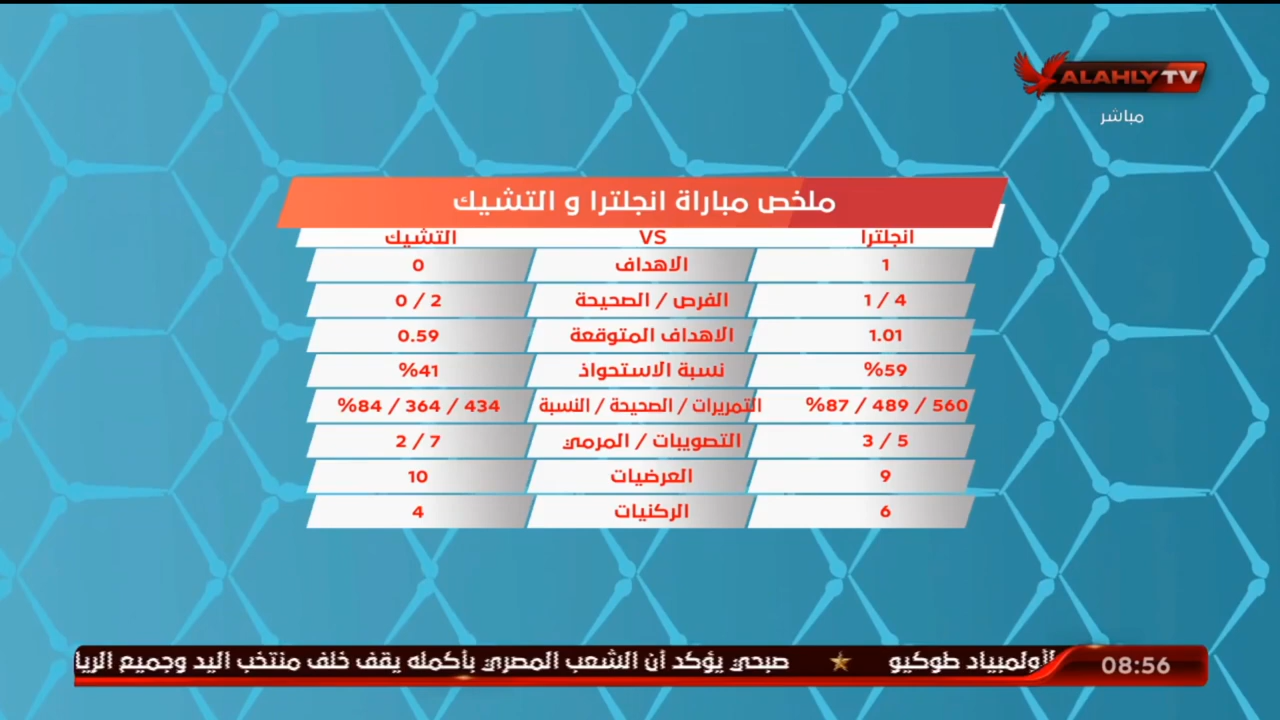 ALAHLY TV
مباشر
ملخص مباراة انجلترا و التشيك
انجلترا VS التشيك
1 الاهداف 0
1 / 4 الفرص / الصحيحة 0 / 2
1.01 الاهداف المتوقعة 0.59
%59 نسبة الاستحواذ %41
%87 / 489 / 560 التمريرات / الصحيحة / النسبة %84 / 364 / 434
3 / 5 التصويبات / المرمي 2 / 7
9 العرضيات 10
6 الركنيات 4
08:56 أولمبياد طوكيو ★ صبحي يؤكد أن الشعب المصري بأكمله يقف خلف منتخب اليد وجميع